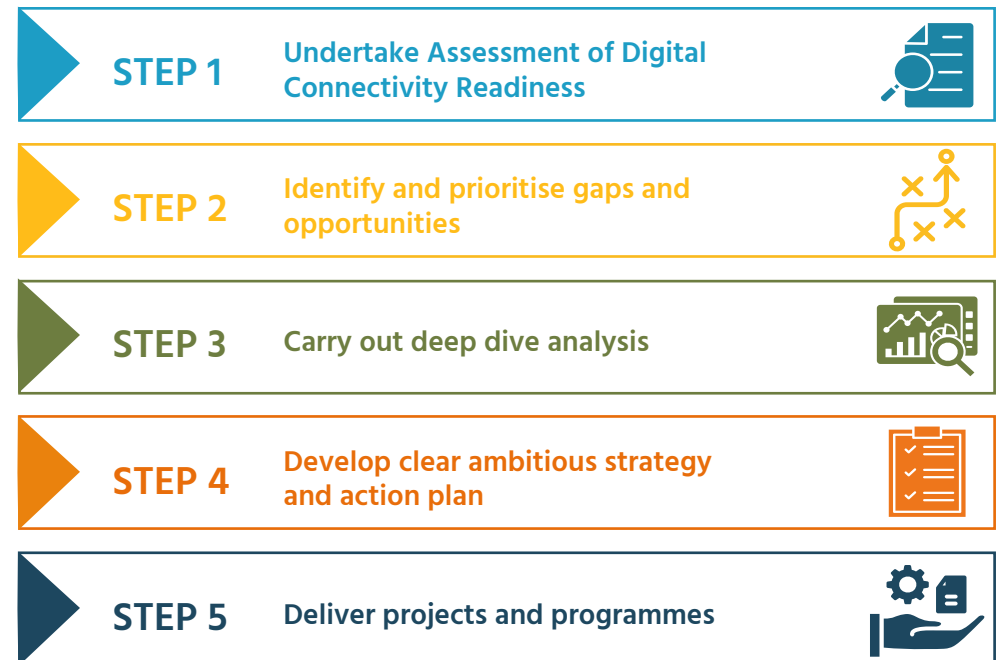 STEP 1
Undertake Assessment of Digital
Connectivity Readiness
STEP 2
Identify and prioritise gaps and
opportunities
STEP 3
Carry out deep dive analysis
STEP 4
Develop clear ambitious strategy
and action plan
STEP 5
Deliver projects and programmes